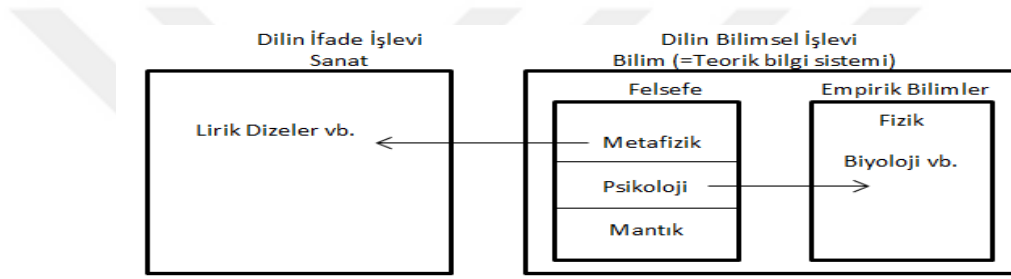 Dilin İfade İşlevi
Sanat
Lirik Dizeler vb.
Dilin Bilimsel İşlevi
Bilim (=Teorik bilgi sistemi)
Felsefe
Metafizik
Psikoloji
Mantık
Empirik Bilimler
Fizik
Biyoloji vb.